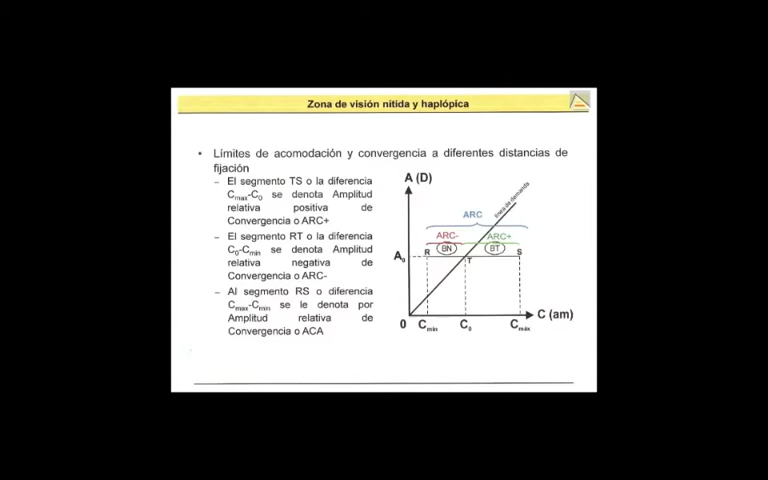 Zona de visión nítida y haplópica
• Límites de acomodación y convergencia a diferentes distancias de
fijación
– El segmento TS o la diferencia
Cmax-C0 se denota Amplitud
relativa positiva de
Convergencia o ARC+
– El segmento RT o la diferencia
C0-Cmin se denota Amplitud
relativa negativa de
Convergencia o ARC-
– Al segmento RS o diferencia
Cmax-Cmin se le denota por
Amplitud relativa de
Convergencia o ACA
A (D)
línea de demanda
ARC
ARC- ARC+
A0 R BN T BT S
C (am)
0 Cmin C0 Cmáx